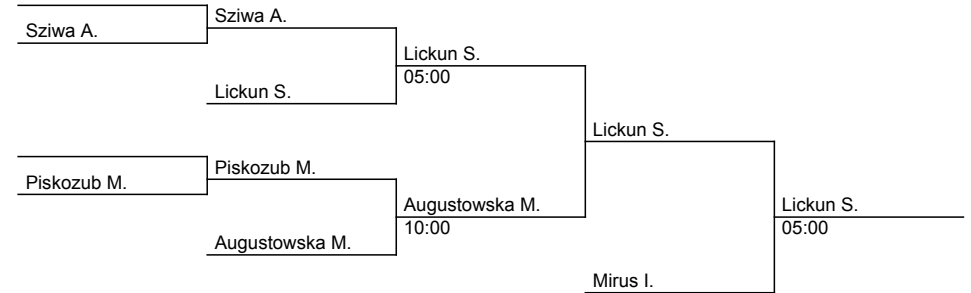 Sziwa A.
Sziwa A.
Lickun S.
05:00
Lickun S.
Lickun S.
Piskozub M.
Piskozub M.
Augustowska M.
10:00
Lickun S.
05:00
Augustowska M.
Mirus I.